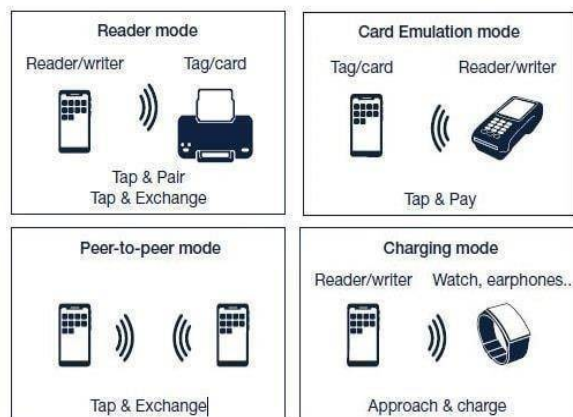 Reader mode
Reader/writer Tag/card
Tap & Pair
Tap & Exchange
Card Emulation mode
Tag/card Reader/writer
Tap & Pay
Peer-to-peer mode
Tap & Exchange
Charging mode
Reader/writer Watch, earphones..
Approach & charge